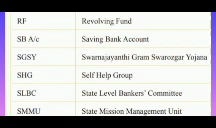 RF Revolving Fund
SB A/c Saving Bank Account
SGSY Swarnajayanthi Gram Swarozgar Yojana
SHG Self Help Group
SLBC State Level Bankers' Committee
SMMU State Mission Management Unit